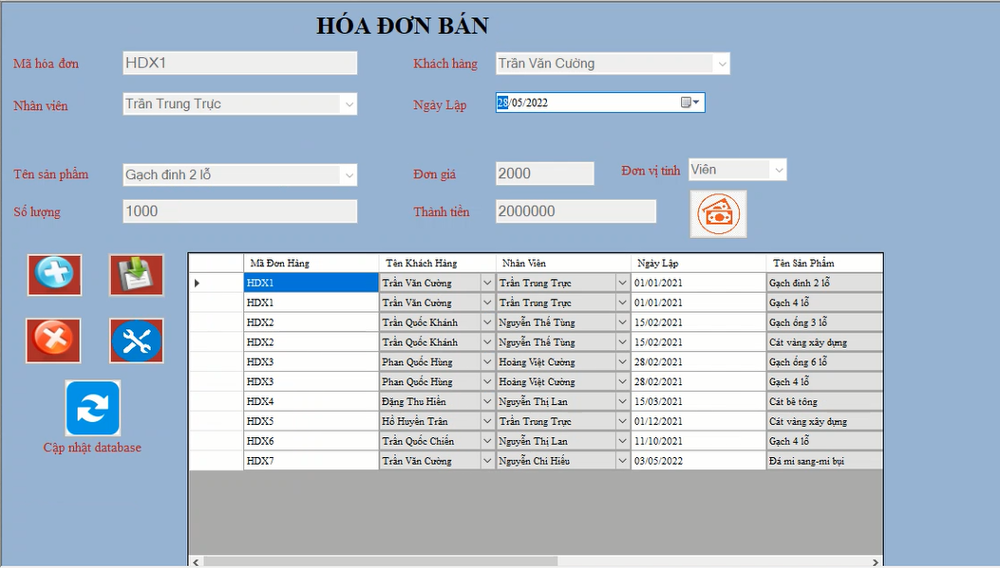 HÓA ĐƠN BÁN
Mã hóa đơn HDX1 Khách hàng Trần Văn Cường
Nhân viên Trần Trung Trực Ngày Lập 28/05/2022
Tên sản phẩm Gạch đinh 2 lỗ Đơn giá 2000 Đơn vị tính Viên
Số lượng 1000 Thành tiền 2000000
Mã Đơn Hàng Tên Khách Hàng Nhân Viên Ngày Lập Tên Sản Phẩm
HDX1 Trần Văn Cường Trần Trung Trực 01/01/2021 Gạch đinh 2 lỗ
HDX1 Trần Văn Cường Trần Trung Trực 01/01/2021 Gạch 4 lỗ
HDX2 Trần Quốc Khánh Nguyễn Thế Tùng 15/02/2021 Gạch ống 3 lỗ
HDX2 Trần Quốc Khánh Nguyễn Thế Tùng 15/02/2021 Cát vàng xây dựng
HDX3 Phan Quốc Hùng Hoàng Việt Cường 28/02/2021 Gạch ống 6 lỗ
HDX3 Phan Quốc Hùng Hoàng Việt Cường 28/02/2021 Gạch 4 lỗ
HDX4 Đặng Thu Hiền Nguyễn Thị Lan 15/03/2021 Cát bê tông
HDX5 Hồ Huyền Trân Trần Trung Trực 01/12/2021 Cát vàng xây dựng
HDX6 Trần Quốc Chiến Nguyễn Thị Lan 11/10/2021 Gạch 4 lỗ
HDX7 Trần Văn Cường Nguyễn Chí Hiếu 03/05/2022 Đá mi sang-mi bụi
Cập nhật database